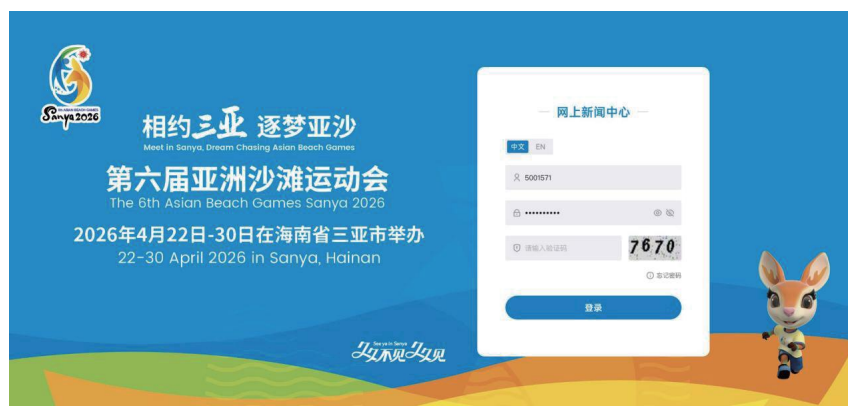 6TH ASIAN BEACH GAMES
Sanya 2026
相约三亚 逐梦亚沙
Meet in Sanya, Dream Chasing Asian Beach Games
第六届亚洲沙滩运动会
The 6th Asian Beach Games Sanya 2026
2026年4月22日-30日在海南省三亚市举办
22-30 April 2026 in Sanya, Hainan
See ya in Sanya
久久不见久久见
网上新闻中心
中文 EN
5001571
••••••••••
请输入验证码 7670
忘记密码
登录